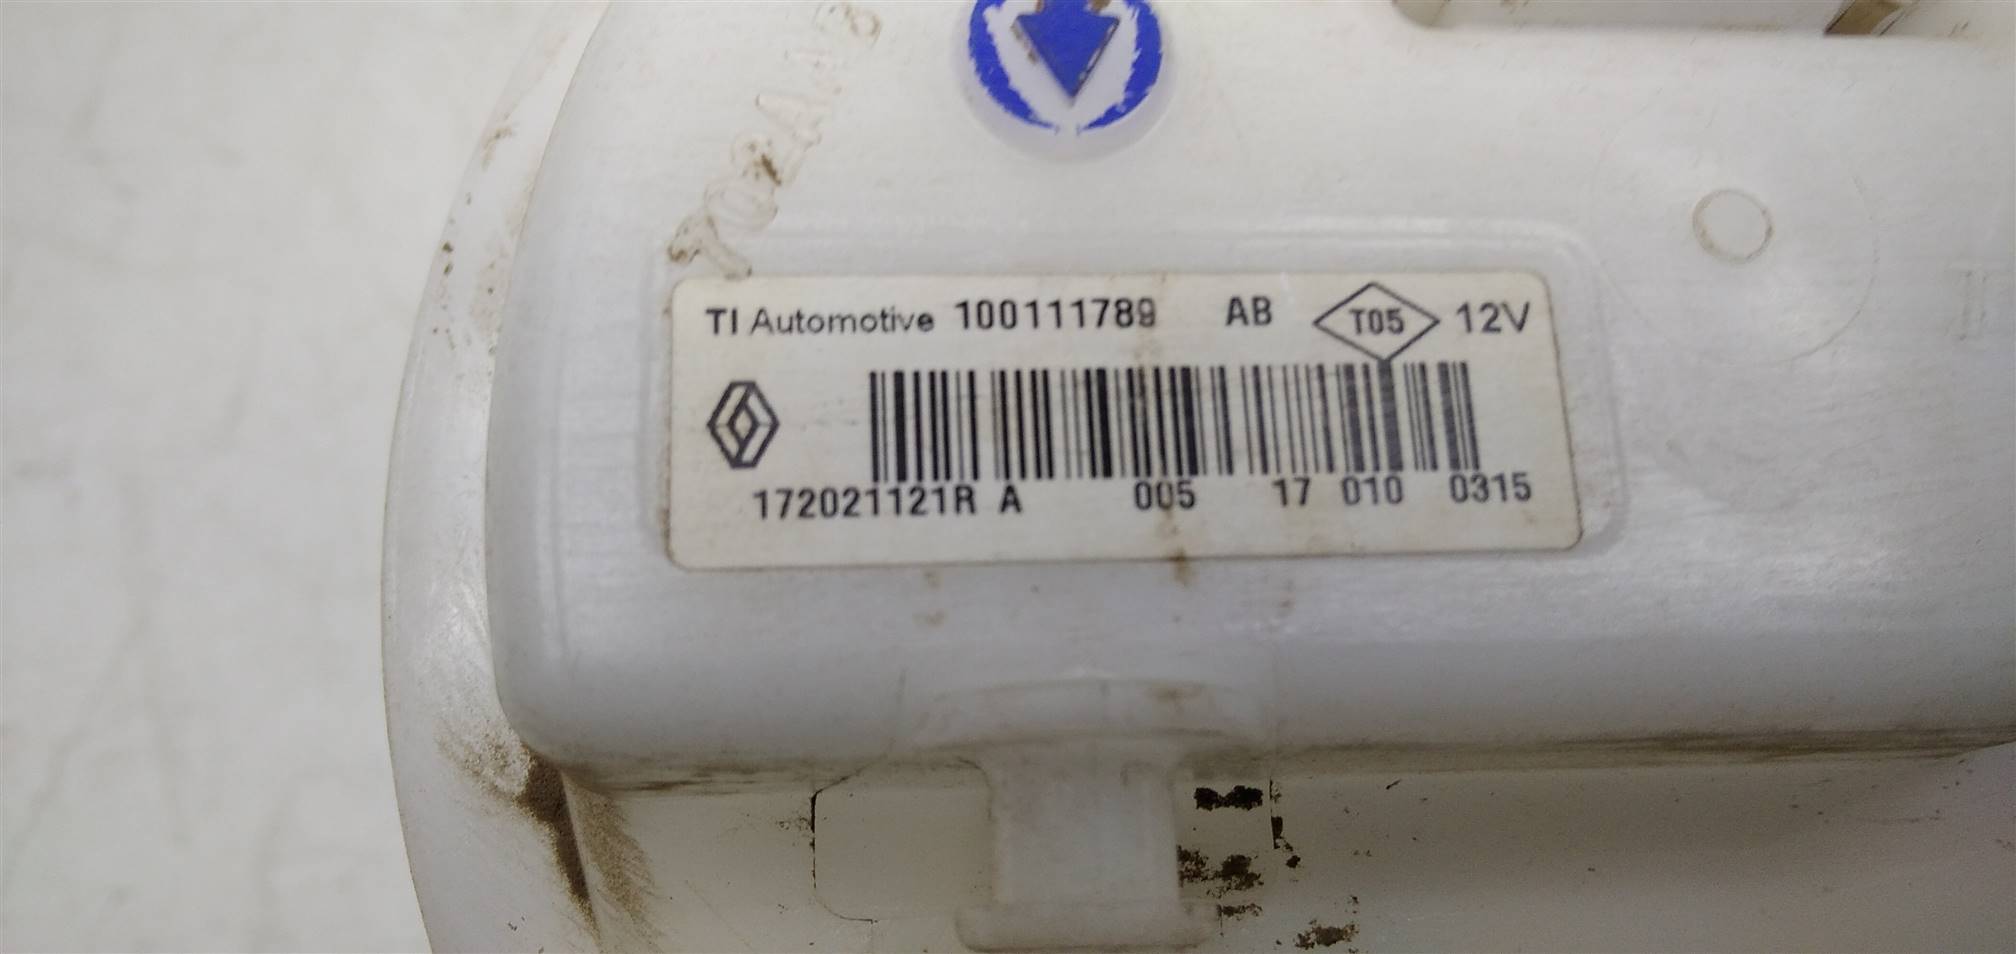 TI Automotive 100111789 AB T05 12V
172021121R A 005 17 010 0315